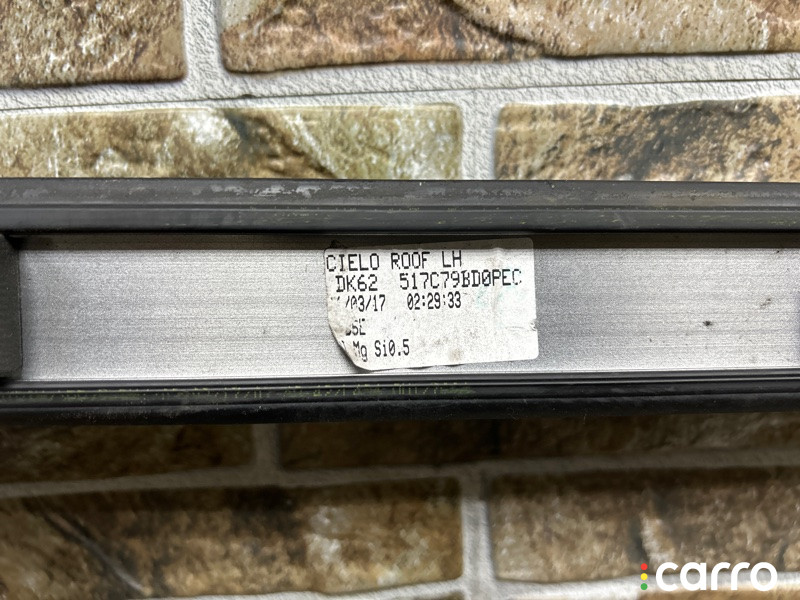 CIELO ROOF LH
DK62 517C79BD0PEC
/03/17 02:29:33
Mg Si0.5
carro